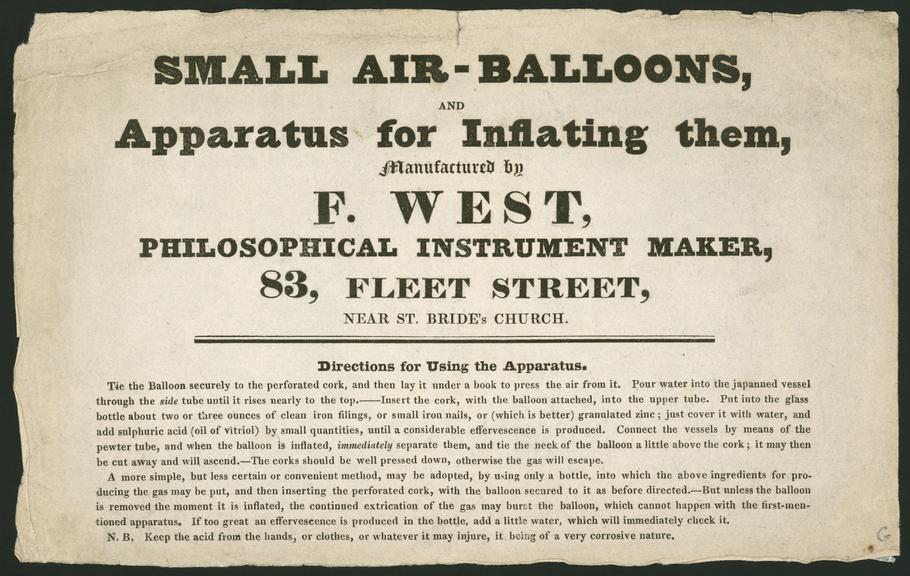 SMALL AIR-BALLOONS,
AND
Apparatus for Inflating them,
Manufactured by
F. WEST,
PHILOSOPHICAL INSTRUMENT MAKER,
83, FLEET STREET,
NEAR ST. BRIDE's CHURCH.
Directions for Using the Apparatus.
Tie the Balloon securely to the perforated cork, and then lay it under a book to press the air from it. Pour water into the japanned vessel
through the side tube until it rises nearly to the top.——Insert the cork, with the balloon attached, into the upper tube. Put into the glass
bottle about two or three ounces of clean iron filings, or small iron nails, or (which is better) granulated zinc; just cover it with water, and
add sulphuric acid (oil of vitriol) by small quantities, until a considerable effervescence is produced. Connect the vessels by means of the
pewter tube, and when the balloon is inflated, immediately separate them, and tie the neck of the balloon a little above the cork; it may then
be cut away and will ascend.—The corks should be well pressed down, otherwise the gas will escape.
A more simple, but less certain or convenient method, may be adopted, by using only a bottle, into which the above ingredients for pro-
ducing the gas may be put, and then inserting the perforated cork, with the balloon secured to it as before directed.—But unless the balloon
is removed the moment it is inflated, the continued extrication of the gas may burst the balloon, which cannot happen with the first-men-
tioned apparatus. If too great an effervescence is produced in the bottle, add a little water, which will immediately check it.
N. B. Keep the acid from the hands, or clothes, or whatever it may injure, it being of a very corrosive nature.
G